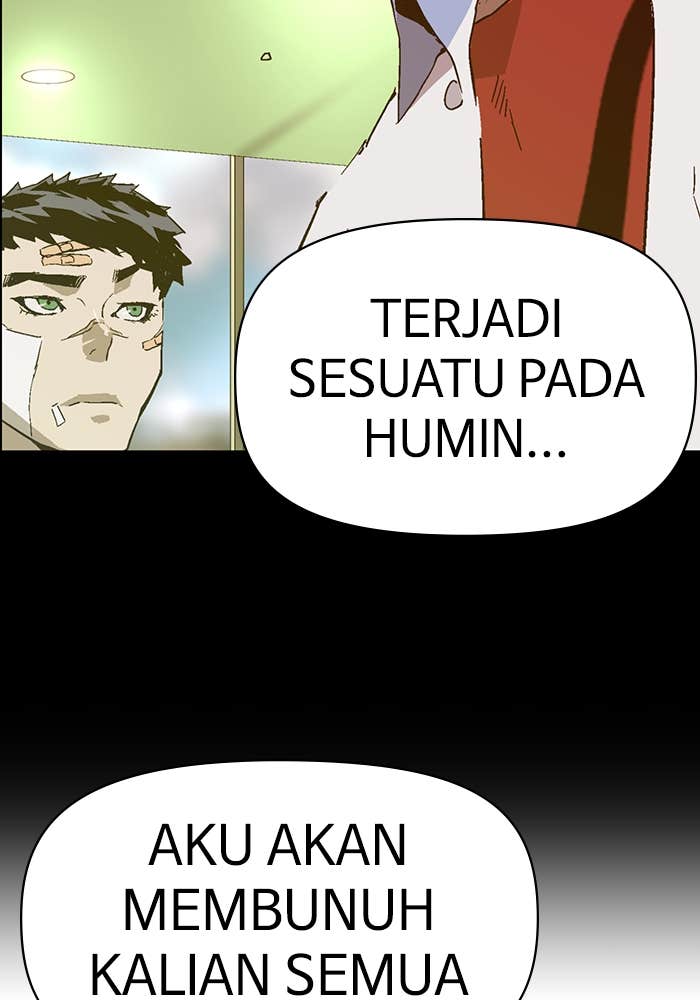 TERJADI
SESUATU PADA
HUMIN...
AKU AKAN
MEMBUNUH
KALIAN SEMUA